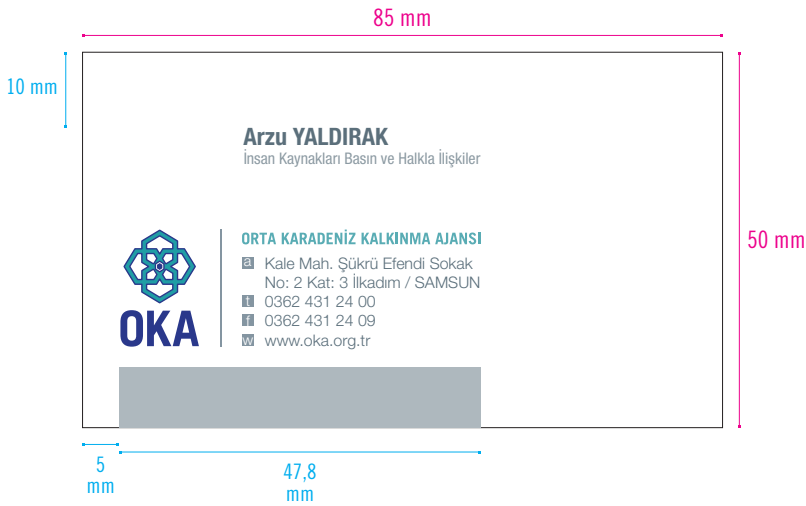 85 mm
10 mm
Arzu YALDIRAK
İnsan Kaynakları Basın ve Halkla İlişkiler
50 mm
OKA
ORTA KARADENİZ KALKINMA AJANSI
a Kale Mah. Şükrü Efendi Sokak
No: 2 Kat: 3 İlkadım / SAMSUN
t 0362 431 24 00
f 0362 431 24 09
w www.oka.org.tr
5
mm
47,8
mm